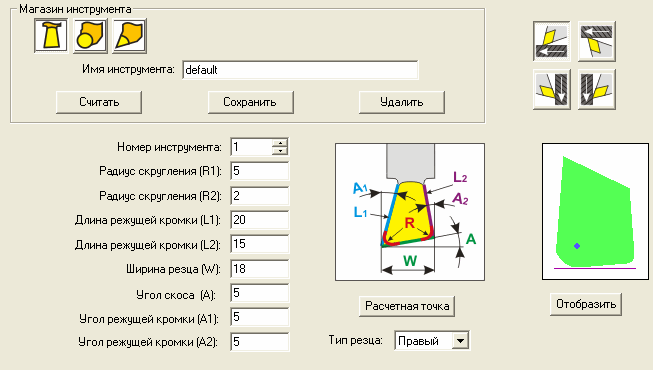 Магазин инструмента
Имя инструмента: default
Считать Сохранить Удалить
Номер инструмента: 1
Радиус скругления (R1): 5
Радиус скругления (R2): 2
Длина режущей кромки (L1): 20
Длина режущей кромки (L2): 15
Ширина резца (W): 18
Угол скоса (A): 5
Угол режущей кромки (A1): 5
Угол режущей кромки (A2): 5
A1 L2
L1 A2
R A
W
Расчетная точка
Тип резца: Правый
Отобразить